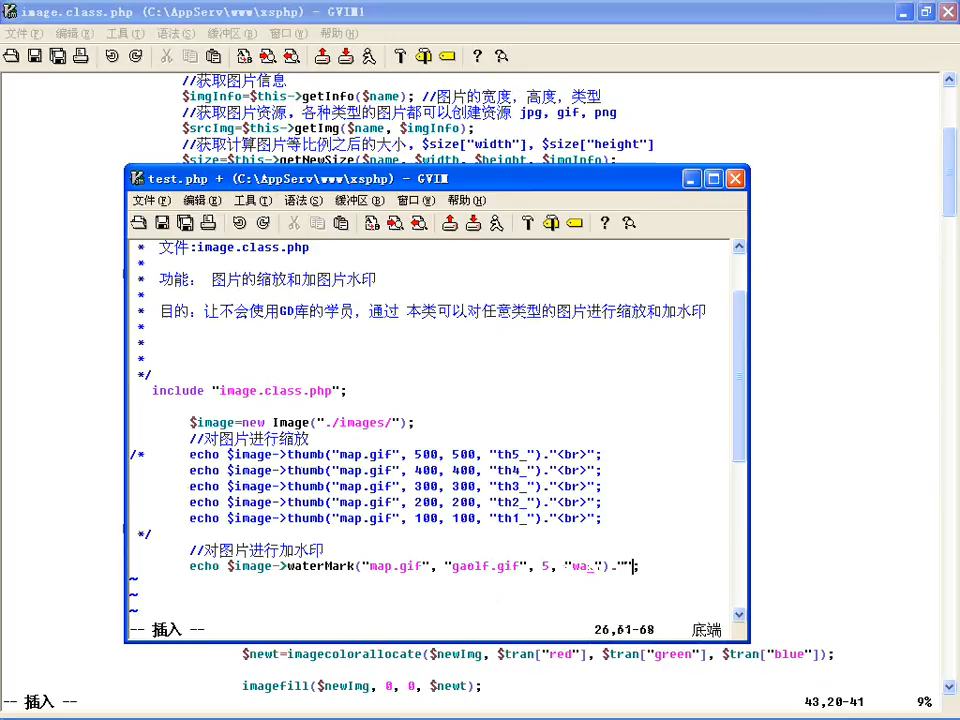 image.class.php (C:\AppServ\www\xsphp) - GVIM1
文件(F) 编辑(E) 工具(T) 语法(S) 缓冲区(B) 窗口(W) 帮助(H)
//获取图片信息
$imgInfo=$this->getInfo($name); //图片的宽度，高度，类型
//获取图片资源，各种类型的图片都可以创建资源 jpg, gif, png
$srcImg=$this->getImg($name, $imgInfo);
//获取计算图片等比例之后的大小，$size["width"], $size["height"]
$size=$this->getNewSize($name, $width, $height, $imgInfo);
test.php + (C:\AppServ\www\xsphp) - GVIM
文件(F) 编辑(E) 工具(T) 语法(S) 缓冲区(B) 窗口(W) 帮助(H)
* 文件:image.class.php
*
* 功能： 图片的缩放和加图片水印
*
* 目的：让不会使用GD库的学员，通过 本类可以对任意类型的图片进行缩放和加水印
*
*
*
*/
include "image.class.php";
$image=new Image("./images/");
//对图片进行缩放
/* echo $image->thumb("map.gif", 500, 500, "th5_")."<br>";
echo $image->thumb("map.gif", 400, 400, "th4_")."<br>";
echo $image->thumb("map.gif", 300, 300, "th3_")."<br>";
echo $image->thumb("map.gif", 200, 200, "th2_")."<br>";
echo $image->thumb("map.gif", 100, 100, "th1_")."<br>";
*/
//对图片进行加水印
echo $image->waterMark("map.gif", "gaolf.gif", 5, "wa_")."";
~
~
~
-- 插入 -- 26,61-68 底端
$newt=imagecolorallocate($newImg, $tran["red"], $tran["green"], $tran["blue"]);
imagefill($newImg, 0, 0, $newt);
-- 插入 -- 43,20-41 9%